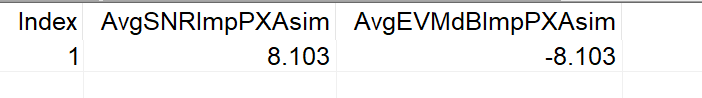 Index AvgSNRImpPXAsim AvgEVMdBImpPXAsim
1 8.103 -8.103